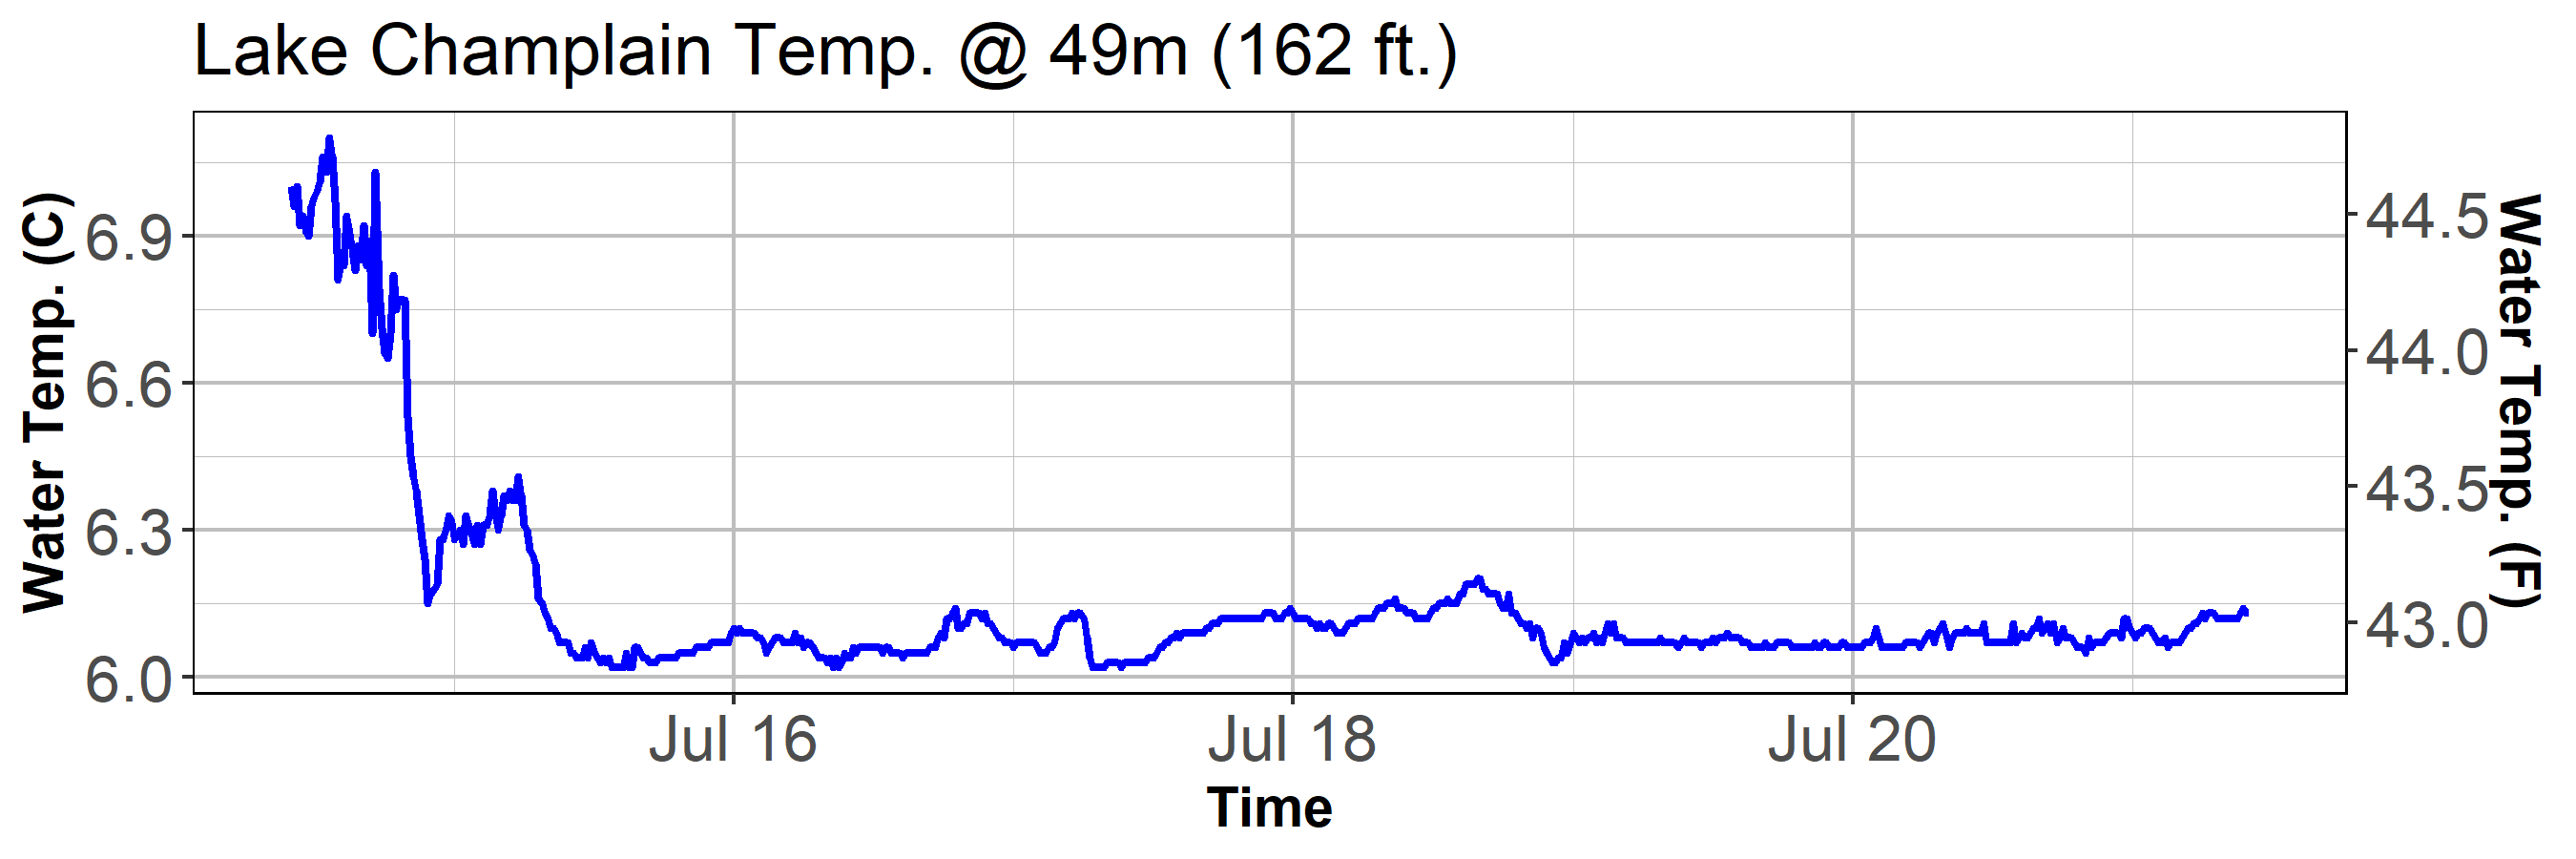 Lake Champlain Temp. @ 49m (162 ft.)
Water Temp. (C)
6.9
6.6
6.3
6.0
44.5
44.0
43.5
43.0
Water Temp. (F)
Jul 16
Jul 18
Jul 20
Time